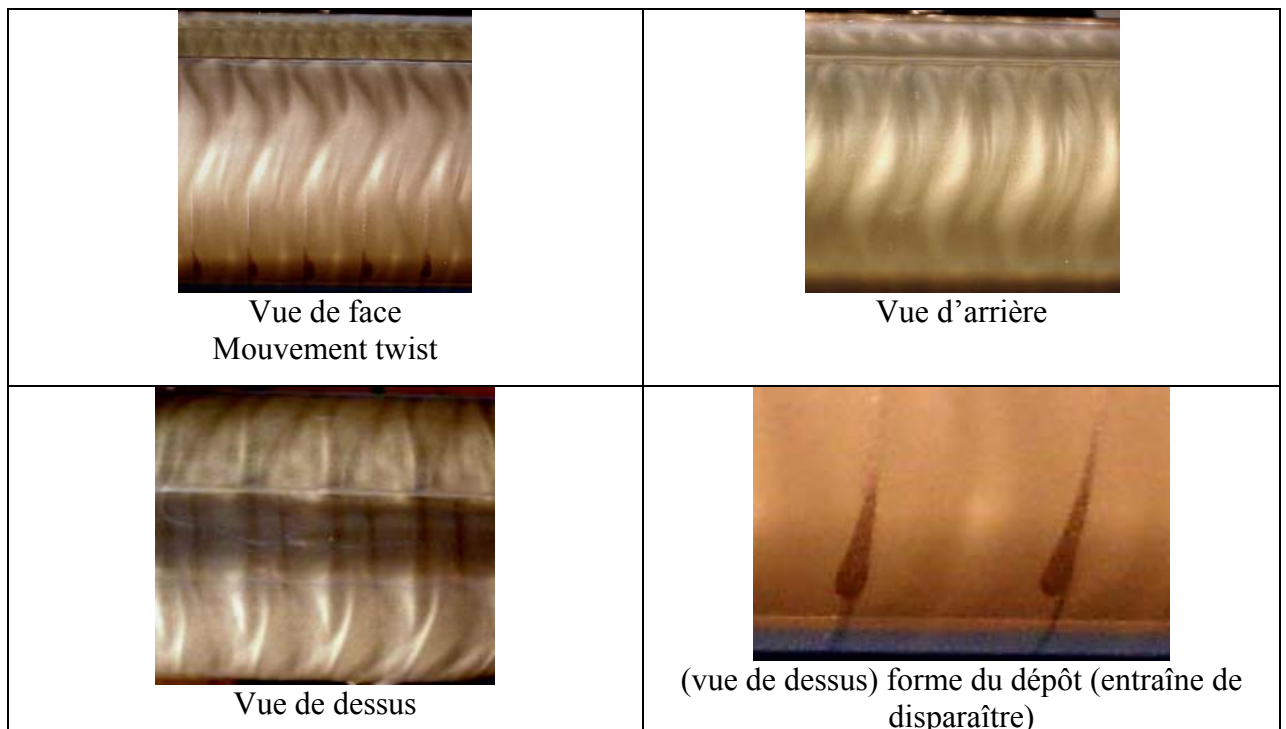 Vue de face
Mouvement twist
Vue d’arrière
Vue de dessus
(vue de dessus) forme du dépôt (entraîne de
disparaître)